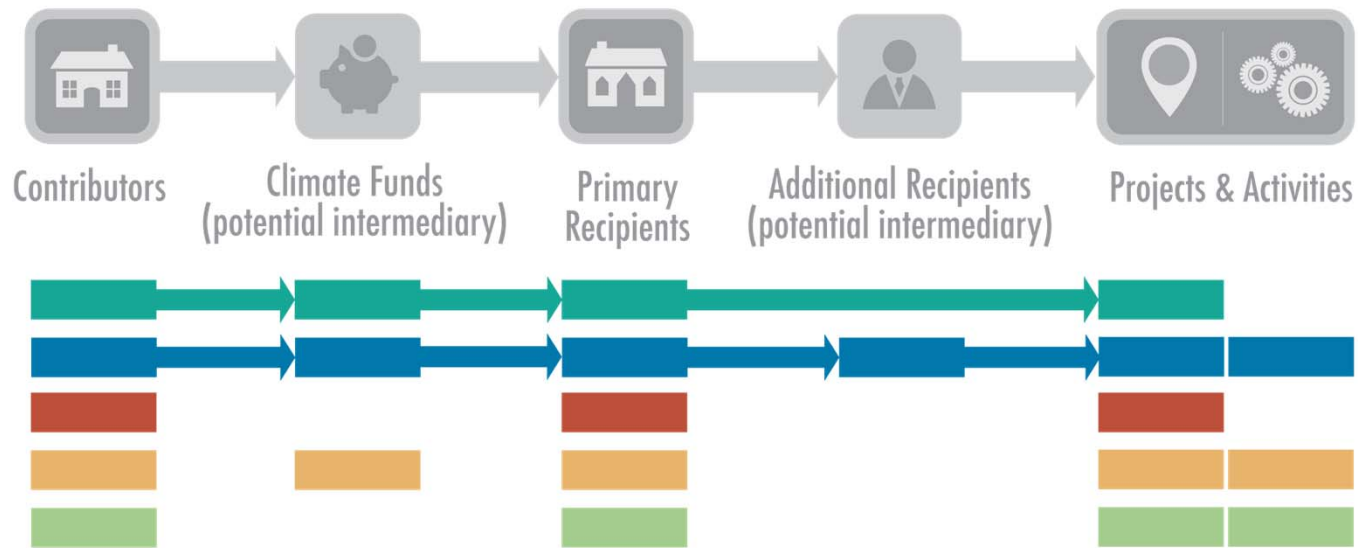 Contributors
Climate Funds
(potential intermediary)
Primary
Recipients
Additional Recipients
(potential intermediary)
Projects & Activities